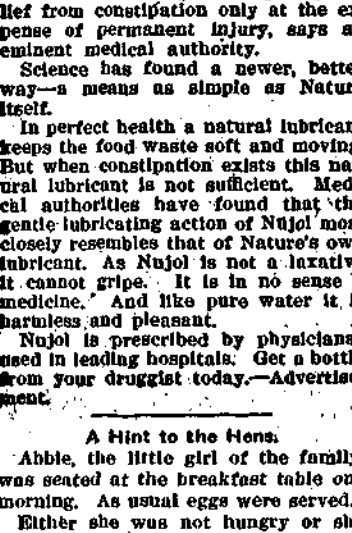 lief from constipation only at the ex
pense of permanent injury, says a
eminent medical authority.
Science has found a newer, bette
way—a means as simple as Natur
itself.
In perfect health a natural lubrican
keeps the food waste soft and moving
But when constipation exists this na
ural lubricant is not sufficient. Med
cal authorities have found that th
gentle lubricating action of Nujol mos
closely resembles that of Nature's ow
lubricant. As Nujol is not a laxativ
it cannot gripe. It is in no sense
medicine. And like pure water it i
harmless and pleasant.
Nujol is prescribed by physicians
used in leading hospitals. Get a bottl
from your druggist today.—Advertise
ment.
A Hint to the Hens.
Abbie, the little girl of the family
was seated at the breakfast table on
morning. As usual eggs were served.
Either she was not hungry or sh